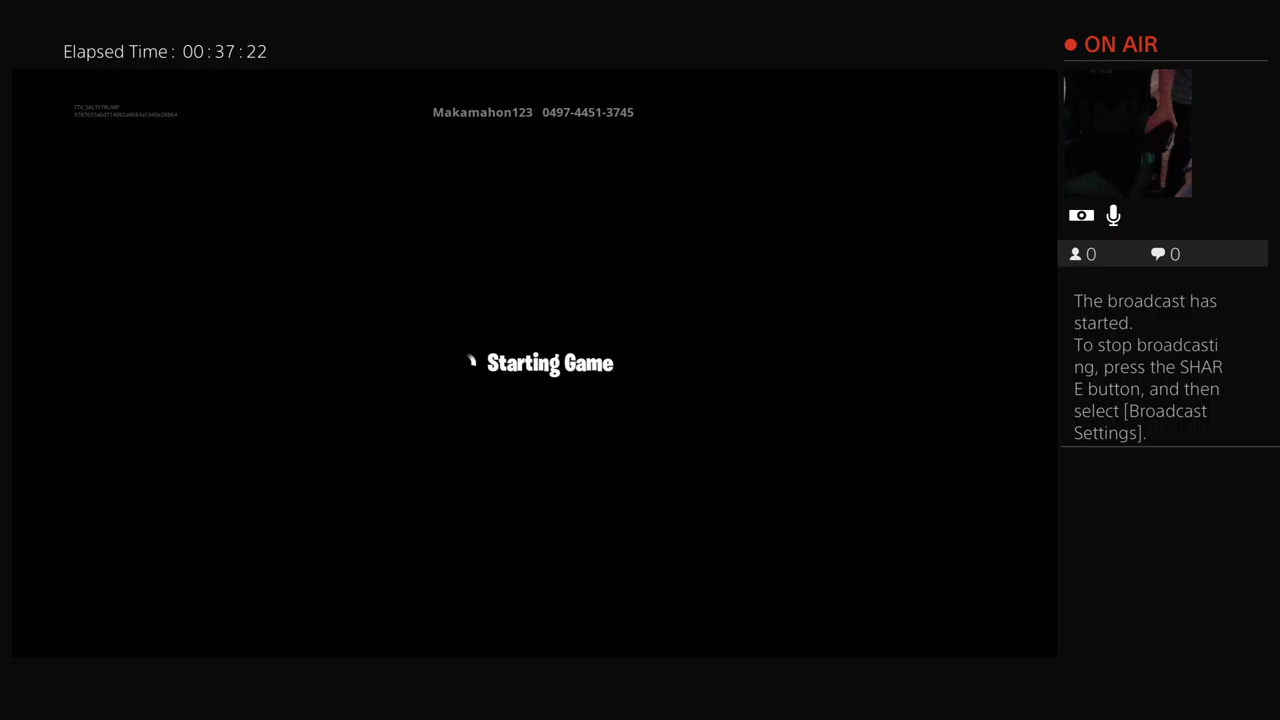 Elapsed Time: 00:37:22
ON AIR
TTV_SALTYTRUMP
Makamahon123 0497-4451-3745
0
0
The broadcast has
started.
To stop broadcasti
ng, press the SHAR
E button, and then
select [Broadcast
Settings].
Starting Game